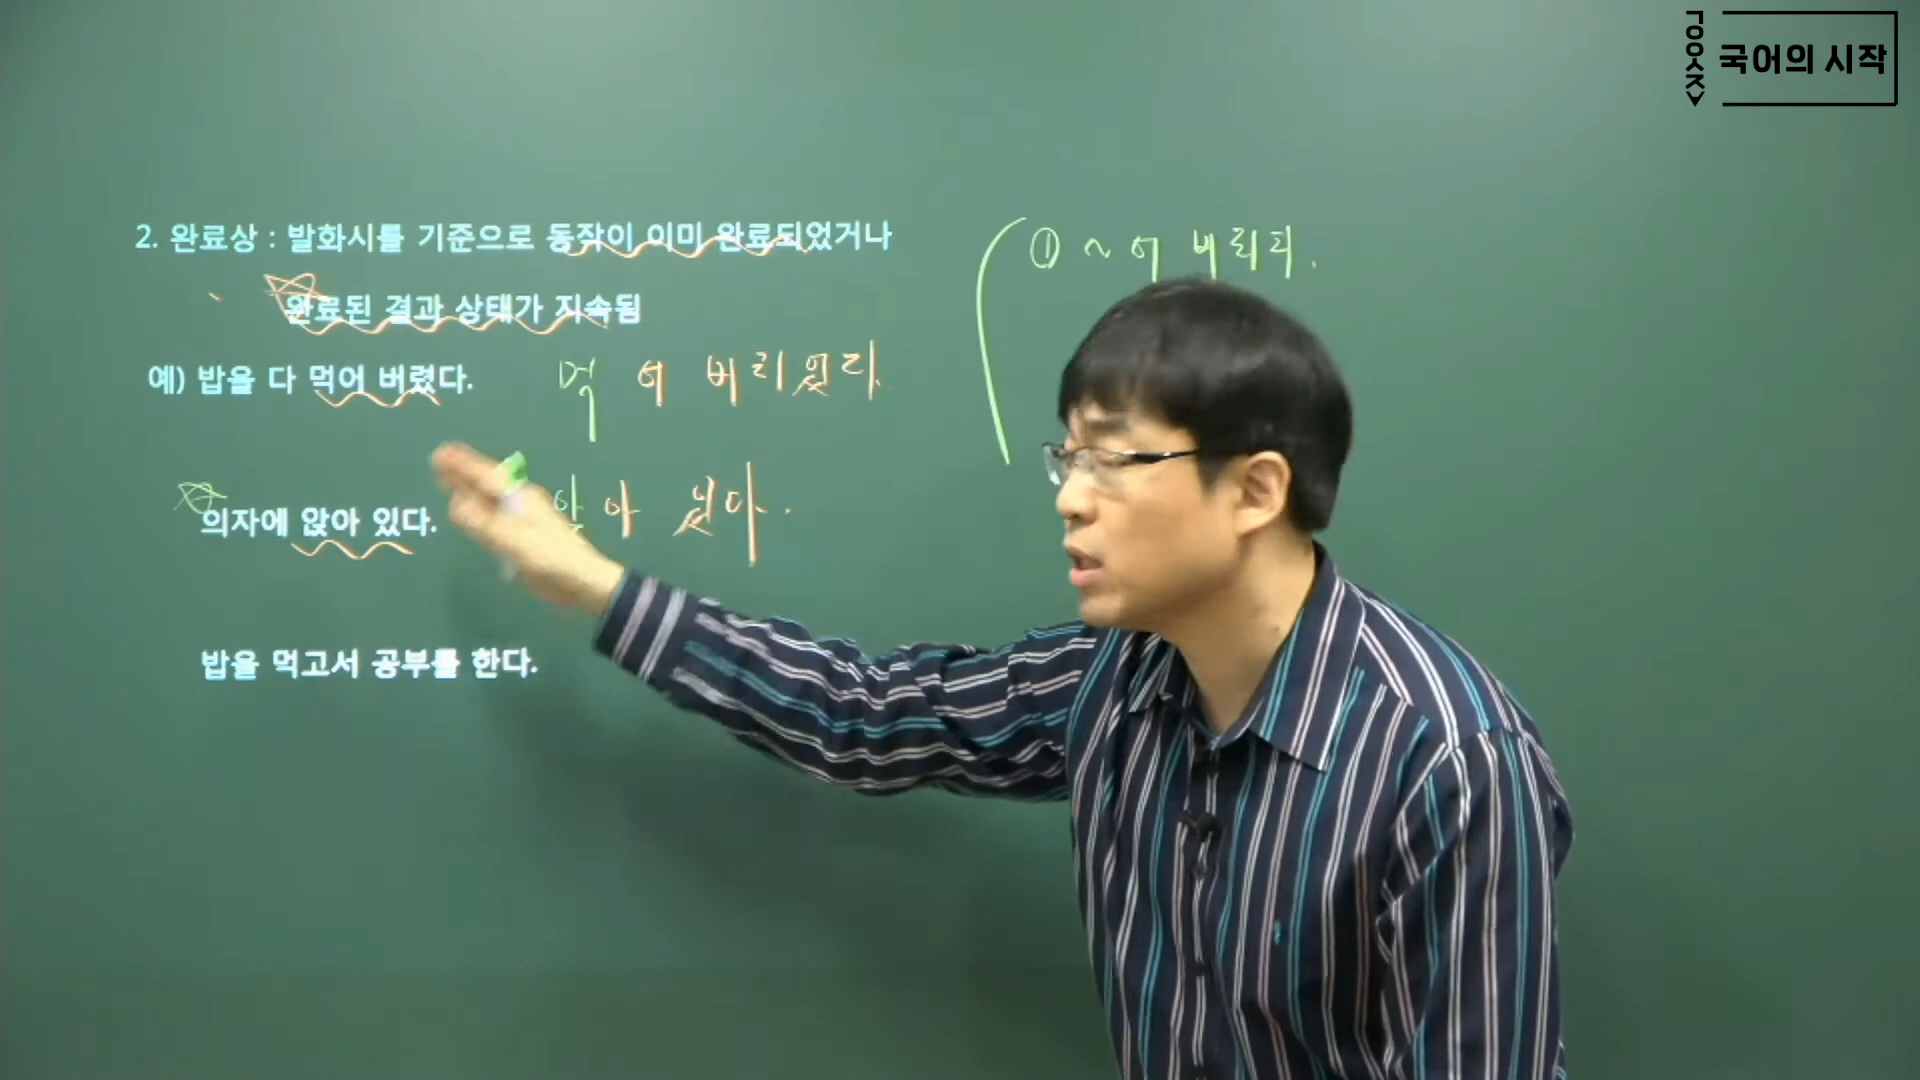 국어의 시작
2. 완료상 : 발화시를 기준으로 동작이 이미 완료되었거나
완료된 결과 상태가 지속됨
① ~어 버리다.
예) 밥을 다 먹어 버렸다.
먹 어 버리었다.
의자에 앉아 있다.
앉 아 있다.
밥을 먹고서 공부를 한다.